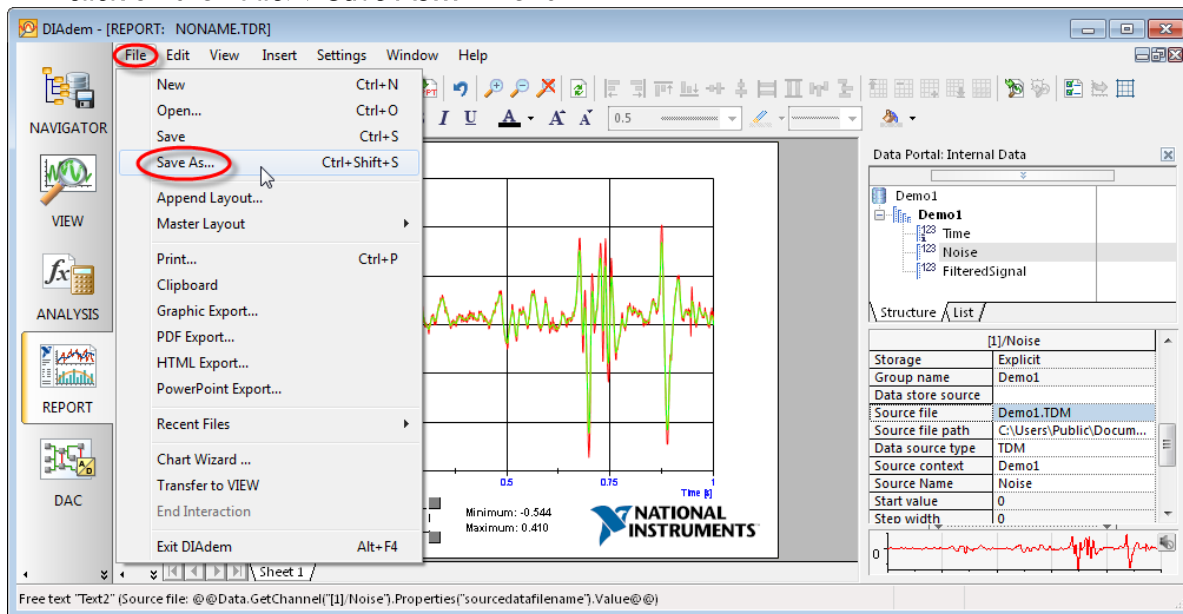 DIAdem - [REPORT: NONAME.TDR]
File Edit View Insert Settings Window Help
New Ctrl+N
Open... Ctrl+O
Save Ctrl+S
Save As... Ctrl+Shift+S
Append Layout...
Master Layout
Print... Ctrl+P
Clipboard
Graphic Export...
PDF Export...
HTML Export...
PowerPoint Export...
Recent Files
Chart Wizard ...
Transfer to VIEW
End Interaction
Exit DIAdem Alt+F4
NAVIGATOR
VIEW
ANALYSIS
REPORT
DAC
I U A A A 0.5
0.5 0.75 1
Time [s]
Minimum: -0.544
Maximum: 0.410
NATIONAL
INSTRUMENTS
Sheet 1
Data Portal: Internal Data
Demo1
Demo1
123 Time
123 Noise
123 FilteredSignal
Structure List
[1]/Noise
Storage Explicit
Group name Demo1
Data store source
Source file Demo1.TDM
Source file path C:\Users\Public\Docum...
Data source type TDM
Source context Demo1
Source Name Noise
Start value 0
Step width 0
0
Free text "Text2" (Source file: @@Data.GetChannel("[1]/Noise").Properties("sourcedatafilename").Value@@)